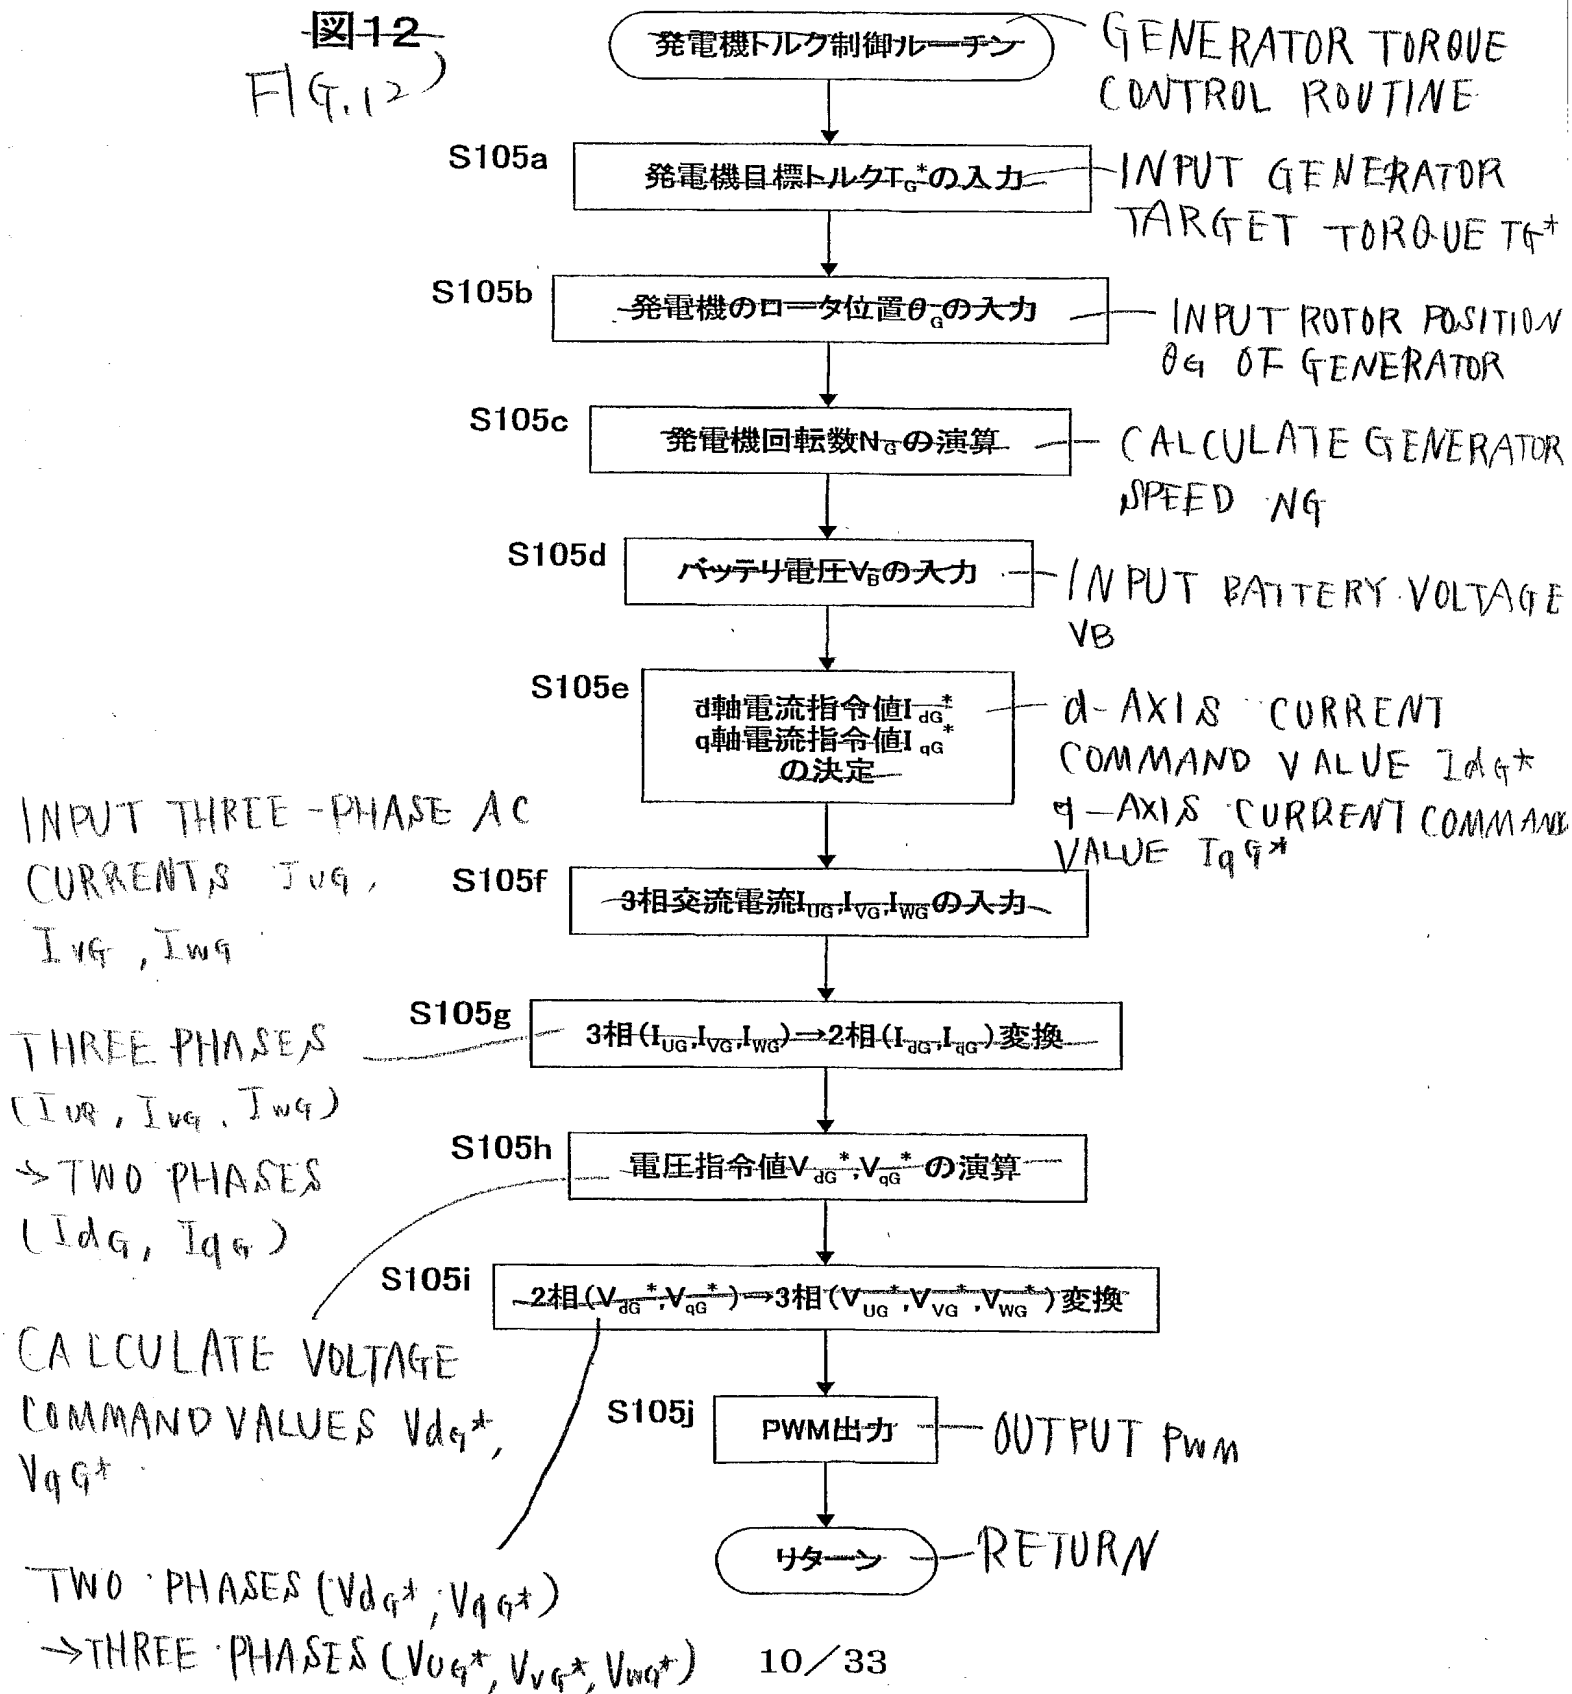 図12
FIG.12
発電機トルク制御ルーチン
GENERATOR TORQUE
CONTROL ROUTINE
S105a
発電機目標トルクTG*の入力
INPUT GENERATOR
TARGET TORQUE TG*
S105b
発電機のロータ位置θGの入力
INPUT ROTOR POSITION
θG OF GENERATOR
S105c
発電機回転数NGの演算
CALCULATE GENERATOR
SPEED NG
S105d
バッテリ電圧VBの入力
INPUT BATTERY VOLTAGE
VB
S105e
d軸電流指令値IdG*
q軸電流指令値IqG*
の決定
d-AXIS CURRENT
COMMAND VALUE IdG*
q-AXIS CURRENT COMMAND
VALUE IqG*
INPUT THREE-PHASE AC
CURRENTS IUG,
IVG, IWG
S105f
3相交流電流IUG,IVG,IWGの入力
S105g
3相(IUG,IVG,IWG)→2相(IdG,IqG)変換
THREE PHASES
(IUG, IVG, IWG)
→TWO PHASES
(IdG, IqG)
S105h
電圧指令値VdG*,VqG*の演算
CALCULATE VOLTAGE
COMMAND VALUES VdG*,
VqG*
S105i
2相(VdG*,VqG*)→3相(VUG*,VVG*,VWG*)変換
TWO PHASES (VdG*, VqG*)
→THREE PHASES (VUG*, VVG*, VWG*)
S105j
PWM出力
OUTPUT PWM
リターン
RETURN
10/33